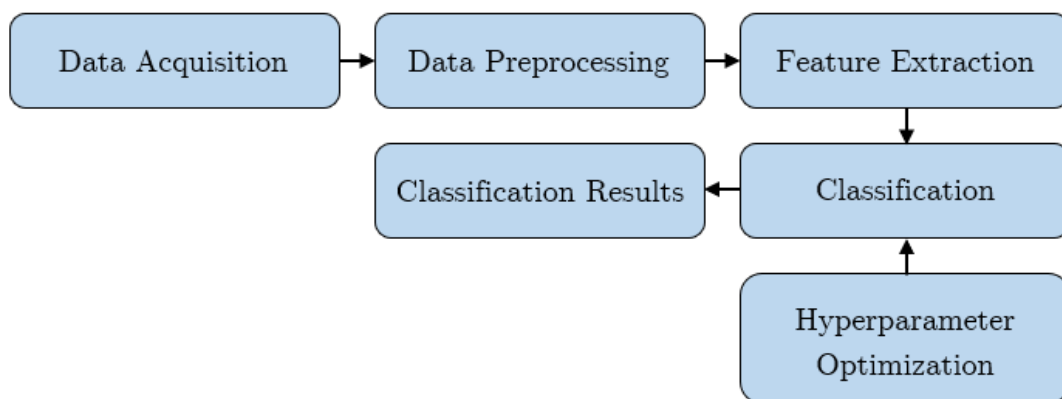 Data Acquisition
Data Preprocessing
Feature Extraction
Classification Results
Classification
Hyperparameter
Optimization